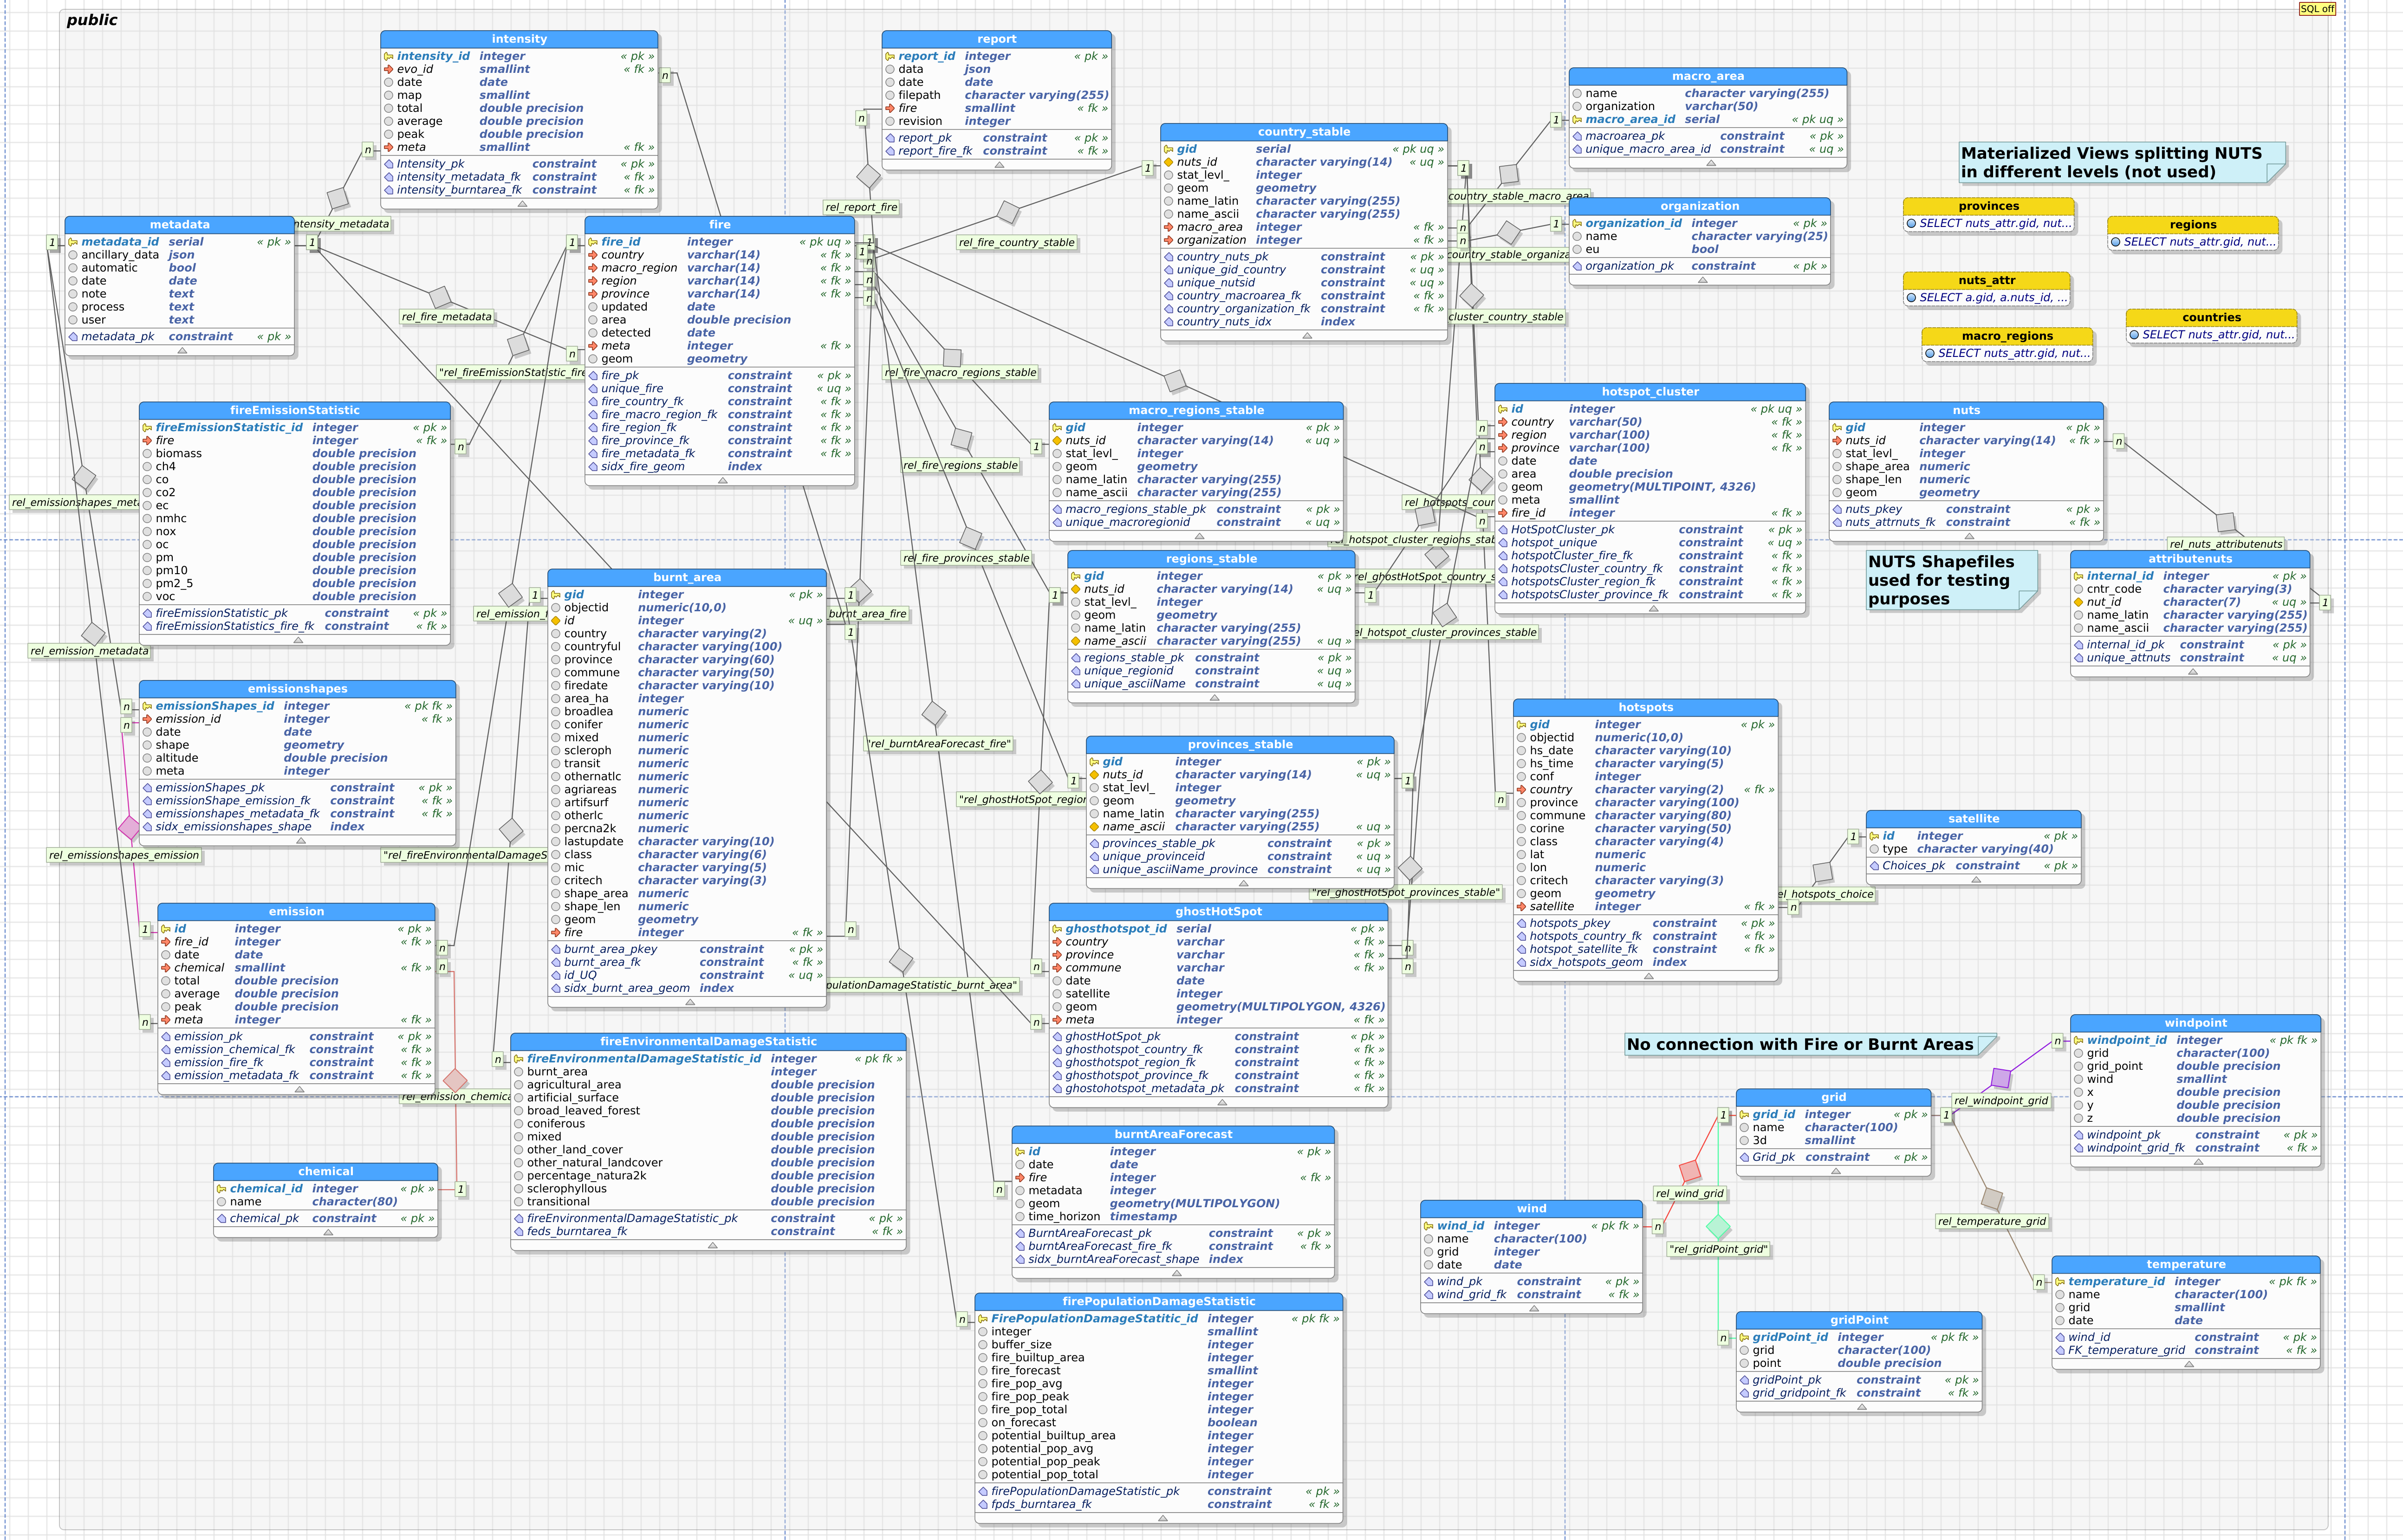 public
SQL off
intensity
intensity_id integer « pk »
evo_id smallint « fk »
date date
map smallint
total double precision
average double precision
peak double precision
meta smallint « fk »
Intensity_pk constraint « pk »
intensity_metadata_fk constraint « fk »
intensity_burntarea_fk constraint « fk »
report
report_id integer « pk »
data json
date date
filepath character varying(255)
fire smallint « fk »
revision integer
report_pk constraint « pk »
report_fire_fk constraint « fk »
country_stable
gid serial « pk uq »
nuts_id character varying(14) « uq »
stat_levl_ integer
geom geometry
name_latin character varying(255)
name_ascii character varying(255)
macro_area integer « fk »
organization integer « fk »
country_nuts_pk constraint « pk »
unique_gid_country constraint « uq »
unique_nutsid constraint « uq »
country_macroarea_fk constraint « fk »
country_organization_fk constraint « fk »
country_nuts_idx index
macro_area
name character varying(255)
organization varchar(50)
macro_area_id serial « pk uq »
macroarea_pk constraint « pk »
unique_macro_area_id constraint « uq »
organization
organization_id integer « pk »
name character varying(25)
eu bool
organization_pk constraint « pk »
Materialized Views splitting NUTS
in different levels (not used)
provinces
SELECT nuts_attr.gid, nut...
regions
SELECT nuts_attr.gid, nut...
nuts_attr
SELECT a.gid, a.nuts_id, ...
countries
SELECT nuts_attr.gid, nut...
macro_regions
SELECT nuts_attr.gid, nut...
metadata
metadata_id serial « pk »
ancillary_data json
automatic bool
date date
note text
process text
user text
metadata_pk constraint « pk »
fire
fire_id integer « pk uq »
country varchar(14) « fk »
macro_region varchar(14) « fk »
region varchar(14) « fk »
province varchar(14) « fk »
updated date
area double precision
detected date
meta integer « fk »
geom geometry
fire_pk constraint « pk »
unique_fire constraint « uq »
fire_country_fk constraint « fk »
fire_macro_region_fk constraint « fk »
fire_region_fk constraint « fk »
fire_province_fk constraint « fk »
fire_metadata_fk constraint « fk »
sidx_fire_geom index
ntensity_metadata
rel_report_fire
rel_fire_country_stable
country_stable_macro_area
country_stable_organiza
cluster_country_stable
rel_fire_metadata
"rel_fireEmissionStatistic_fire
rel_fire_macro_regions_stable
rel_fire_regions_stable
rel_fire_provinces_stable
fireEmissionStatistic
fireEmissionStatistic_id integer « pk »
fire integer « fk »
biomass double precision
ch4 double precision
co double precision
co2 double precision
ec double precision
nmhc double precision
nox double precision
oc double precision
pm double precision
pm10 double precision
pm2_5 double precision
voc double precision
fireEmissionStatistic_pk constraint « pk »
fireEmissionStatistics_fire_fk constraint « fk »
macro_regions_stable
gid integer « pk »
nuts_id character varying(14) « uq »
stat_levl_ integer
geom geometry
name_latin character varying(255)
name_ascii character varying(255)
macro_regions_stable_pk constraint « pk »
unique_macroregionid constraint « uq »
hotspot_cluster
id integer « pk uq »
country varchar(50) « fk »
region varchar(100) « fk »
province varchar(100) « fk »
date date
area double precision
geom geometry(MULTIPOINT, 4326)
meta smallint
fire_id integer « fk »
HotSpotCluster_pk constraint « pk »
hotspot_unique constraint « uq »
hotspotCluster_fire_fk constraint « fk »
hotspotsCluster_country_fk constraint « fk »
hotspotsCluster_region_fk constraint « fk »
hotspotsCluster_province_fk constraint « fk »
nuts
gid integer « pk »
nuts_id character varying(14) « fk »
stat_levl_ integer
shape_area numeric
shape_len numeric
geom geometry
nuts_pkey constraint « pk »
nuts_attrnuts_fk constraint « fk »
rel_nuts_attributenuts
NUTS Shapefiles
used for testing
purposes
attributenuts
internal_id integer « pk »
cntr_code character varying(3)
nut_id character(7) « uq »
name_latin character varying(255)
name_ascii character varying(255)
internal_id_pk constraint « pk »
unique_attnuts constraint « uq »
rel_emissionshapes_meta
rel_emission_metadata
rel_hotspots_cour
l_hotspot_cluster_regions_stab
rel_ghostHotSpot_country_s
el_hotspot_cluster_provinces_stable
regions_stable
gid integer « pk »
nuts_id character varying(14) « uq »
stat_levl_ integer
geom geometry
name_latin character varying(255)
name_ascii character varying(255) « uq »
regions_stable_pk constraint « pk »
unique_regionid constraint « uq »
unique_asciiName constraint « uq »
burnt_area
gid integer « pk »
objectid numeric(10,0)
id integer « uq »
country character varying(2)
countryful character varying(100)
province character varying(60)
commune character varying(50)
firedate character varying(10)
area_ha integer
broadlea numeric
conifer numeric
mixed numeric
scleroph numeric
transit numeric
othernatlc numeric
agriareas numeric
artifsurf numeric
otherlc numeric
percna2k numeric
lastupdate character varying(10)
class character varying(6)
mic character varying(5)
critech character varying(3)
shape_area numeric
shape_len numeric
geom geometry
fire integer « fk »
burnt_area_pkey constraint « pk »
burnt_area_fk constraint « fk »
id_UQ constraint « uq »
sidx_burnt_area_geom index
rel_emission_f
burnt_area_fire
"rel_burntAreaForecast_fire"
"rel_ghostHotSpot_region
emissionshapes
emissionShapes_id integer « pk fk »
emission_id integer « fk »
date date
shape geometry
altitude double precision
meta integer
emissionShapes_pk constraint « pk »
emissionShape_emission_fk constraint « fk »
emissionshapes_metadata_fk constraint « fk »
sidx_emissionshapes_shape index
rel_emissionshapes_emission
"rel_fireEnvironmentalDamageS
provinces_stable
gid integer « pk »
nuts_id character varying(14) « uq »
stat_levl_ integer
geom geometry
name_latin character varying(255)
name_ascii character varying(255) « uq »
provinces_stable_pk constraint « pk »
unique_provinceid constraint « uq »
unique_asciiName_province constraint « uq »
"rel_ghostHotSpot_provinces_stable"
hotspots
gid integer « pk »
objectid numeric(10,0)
hs_date character varying(10)
hs_time character varying(5)
conf integer
country character varying(2) « fk »
province character varying(100)
commune character varying(80)
corine character varying(50)
class character varying(4)
lat numeric
lon numeric
critech character varying(3)
geom geometry
satellite integer « fk »
hotspots_pkey constraint « pk »
hotspots_country_fk constraint « fk »
hotspot_satellite_fk constraint « fk »
sidx_hotspots_geom index
satellite
id integer « pk »
type character varying(40)
Choices_pk constraint « pk »
el_hotspots_choice
emission
id integer « pk »
fire_id integer « fk »
date date
chemical smallint « fk »
total double precision
average double precision
peak double precision
meta integer « fk »
emission_pk constraint « pk »
emission_chemical_fk constraint « fk »
emission_fire_fk constraint « fk »
emission_metadata_fk constraint « fk »
rel_emission_chemica
ghostHotSpot
ghosthotspot_id serial « pk »
country varchar « fk »
province varchar « fk »
commune varchar « fk »
date date
satellite integer
geom geometry(MULTIPOLYGON, 4326)
meta integer « fk »
ghostHotSpot_pk constraint « pk »
ghosthotspot_country_fk constraint « fk »
ghosthotspot_region_fk constraint « fk »
ghosthotspot_province_fk constraint « fk »
ghostohotspot_metadata_pk constraint « fk »
pulationDamageStatistic_burnt_area"
fireEnvironmentalDamageStatistic
fireEnvironmentalDamageStatistic_id integer « pk fk »
burnt_area integer
agricultural_area double precision
artificial_surface double precision
broad_leaved_forest double precision
coniferous double precision
mixed double precision
other_land_cover double precision
other_natural_landcover double precision
percentage_natura2k double precision
sclerophyllous double precision
transitional double precision
fireEnvironmentalDamageStatistic_pk constraint « pk »
feds_burntarea_fk constraint « fk »
chemical
chemical_id integer « pk »
name character(80)
chemical_pk constraint « pk »
burntAreaForecast
id integer « pk »
date date
fire integer « fk »
metadata integer
geom geometry(MULTIPOLYGON)
time_horizon timestamp
BurntAreaForecast_pk constraint « pk »
burntAreaForecast_fire_fk constraint « fk »
sidx_burntAreaForecast_shape index
firePopulationDamageStatistic
FirePopulationDamageStatitic_id integer « pk fk »
integer smallint
buffer_size integer
fire_builtup_area integer
fire_forecast smallint
fire_pop_avg integer
fire_pop_peak integer
fire_pop_total integer
on_forecast boolean
potential_builtup_area integer
potential_pop_avg integer
potential_pop_peak integer
potential_pop_total integer
firePopulationDamageStatistic_pk constraint « pk »
fpds_burntarea_fk constraint « fk »
No connection with Fire or Burnt Areas
windpoint
windpoint_id integer « pk fk »
grid character(100)
grid_point double precision
wind smallint
x double precision
y double precision
z double precision
windpoint_pk constraint « pk »
windpoint_grid_fk constraint « fk »
rel_windpoint_grid
grid
grid_id integer « pk »
name character(100)
3d smallint
Grid_pk constraint « pk »
rel_wind_grid
rel_temperature_grid
"rel_gridPoint_grid"
wind
wind_id integer « pk fk »
name character(100)
grid integer
date date
wind_pk constraint « pk »
wind_grid_fk constraint « fk »
temperature
temperature_id integer « pk fk »
name character(100)
grid smallint
date date
wind_id constraint « pk »
FK_temperature_grid constraint « fk »
gridPoint
gridPoint_id integer « pk fk »
grid character(100)
point double precision
gridPoint_pk constraint « pk »
grid_gridpoint_fk constraint « fk »